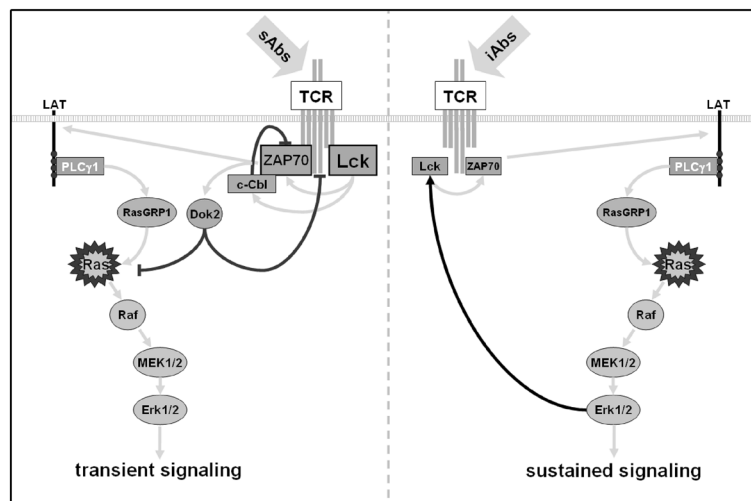 sAbs
TCR
LAT
ZAP70
Lck
PLCγ1
c-Cbl
RasGRP1
Dok2
Ras
Raf
MEK1/2
Erk1/2
transient signaling
iAbs
TCR
LAT
Lck
ZAP70
PLCγ1
RasGRP1
Ras
Raf
MEK1/2
Erk1/2
sustained signaling